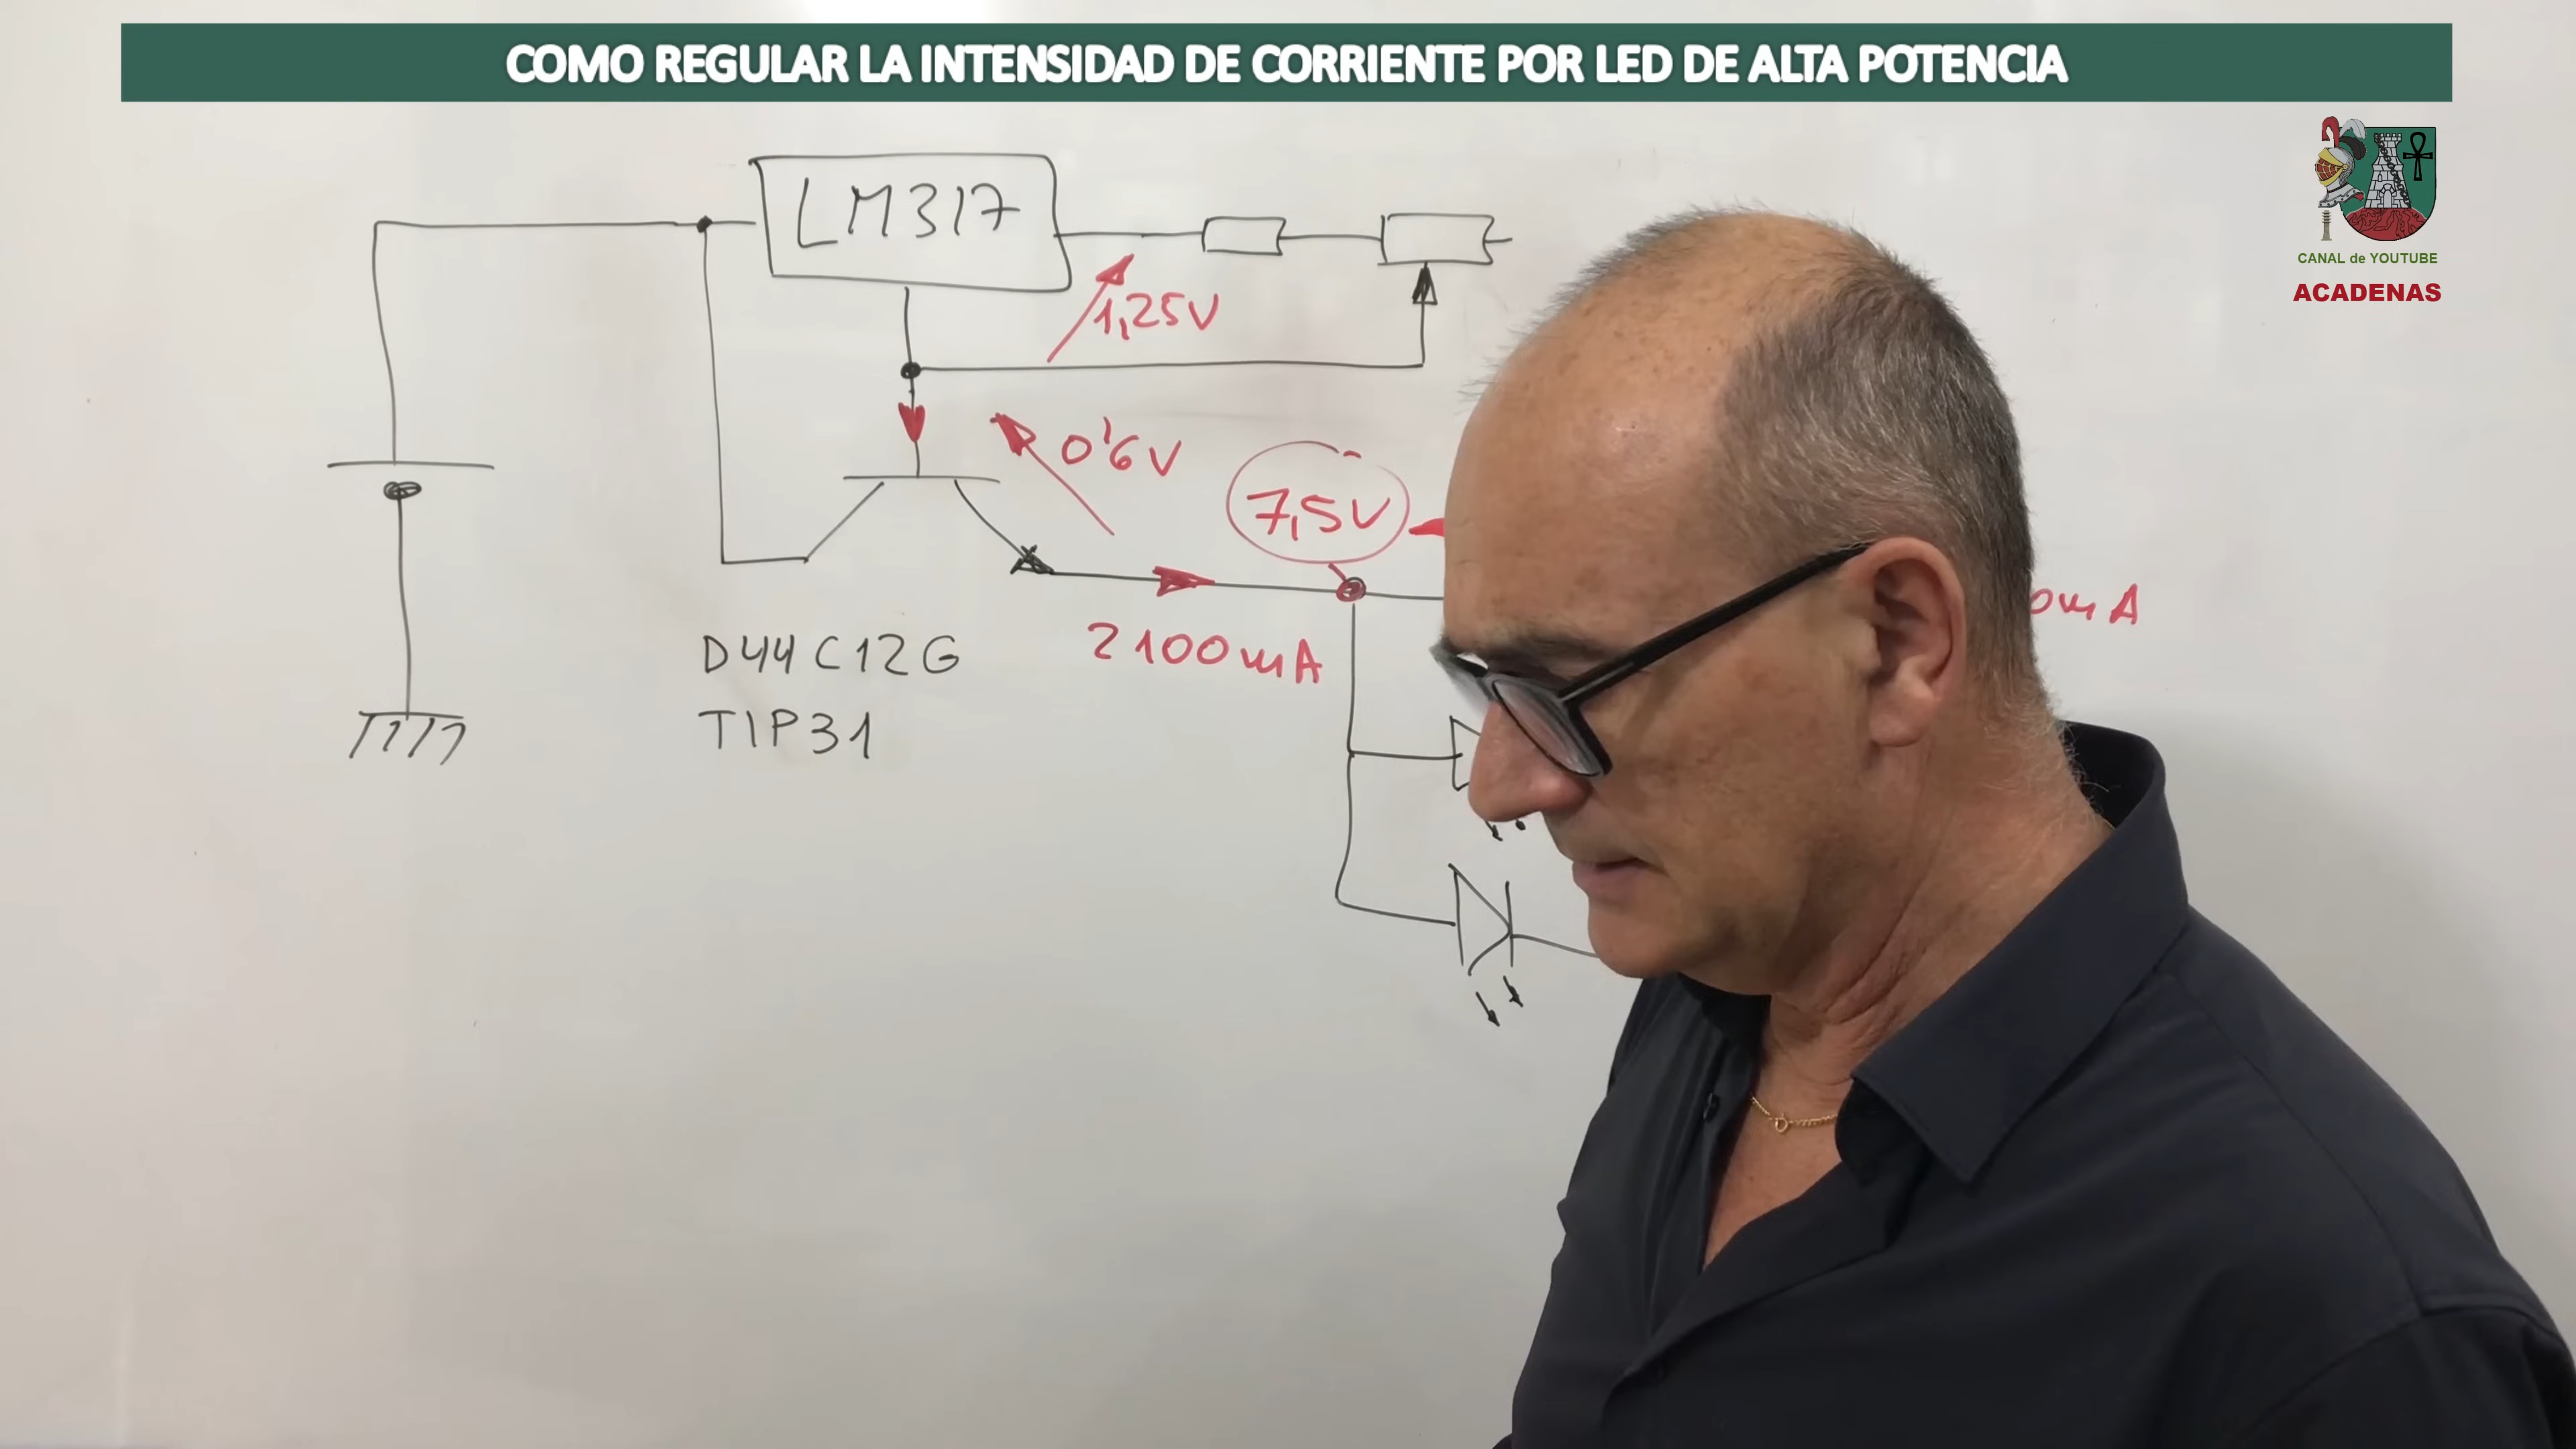 COMO REGULAR LA INTENSIDAD DE CORRIENTE POR LED DE ALTA POTENCIA
CANAL de YOUTUBE
ACADENAS
LM317
1,25V
0'6V
7,5V
2100mA
0mA
D44C12G
TIP31